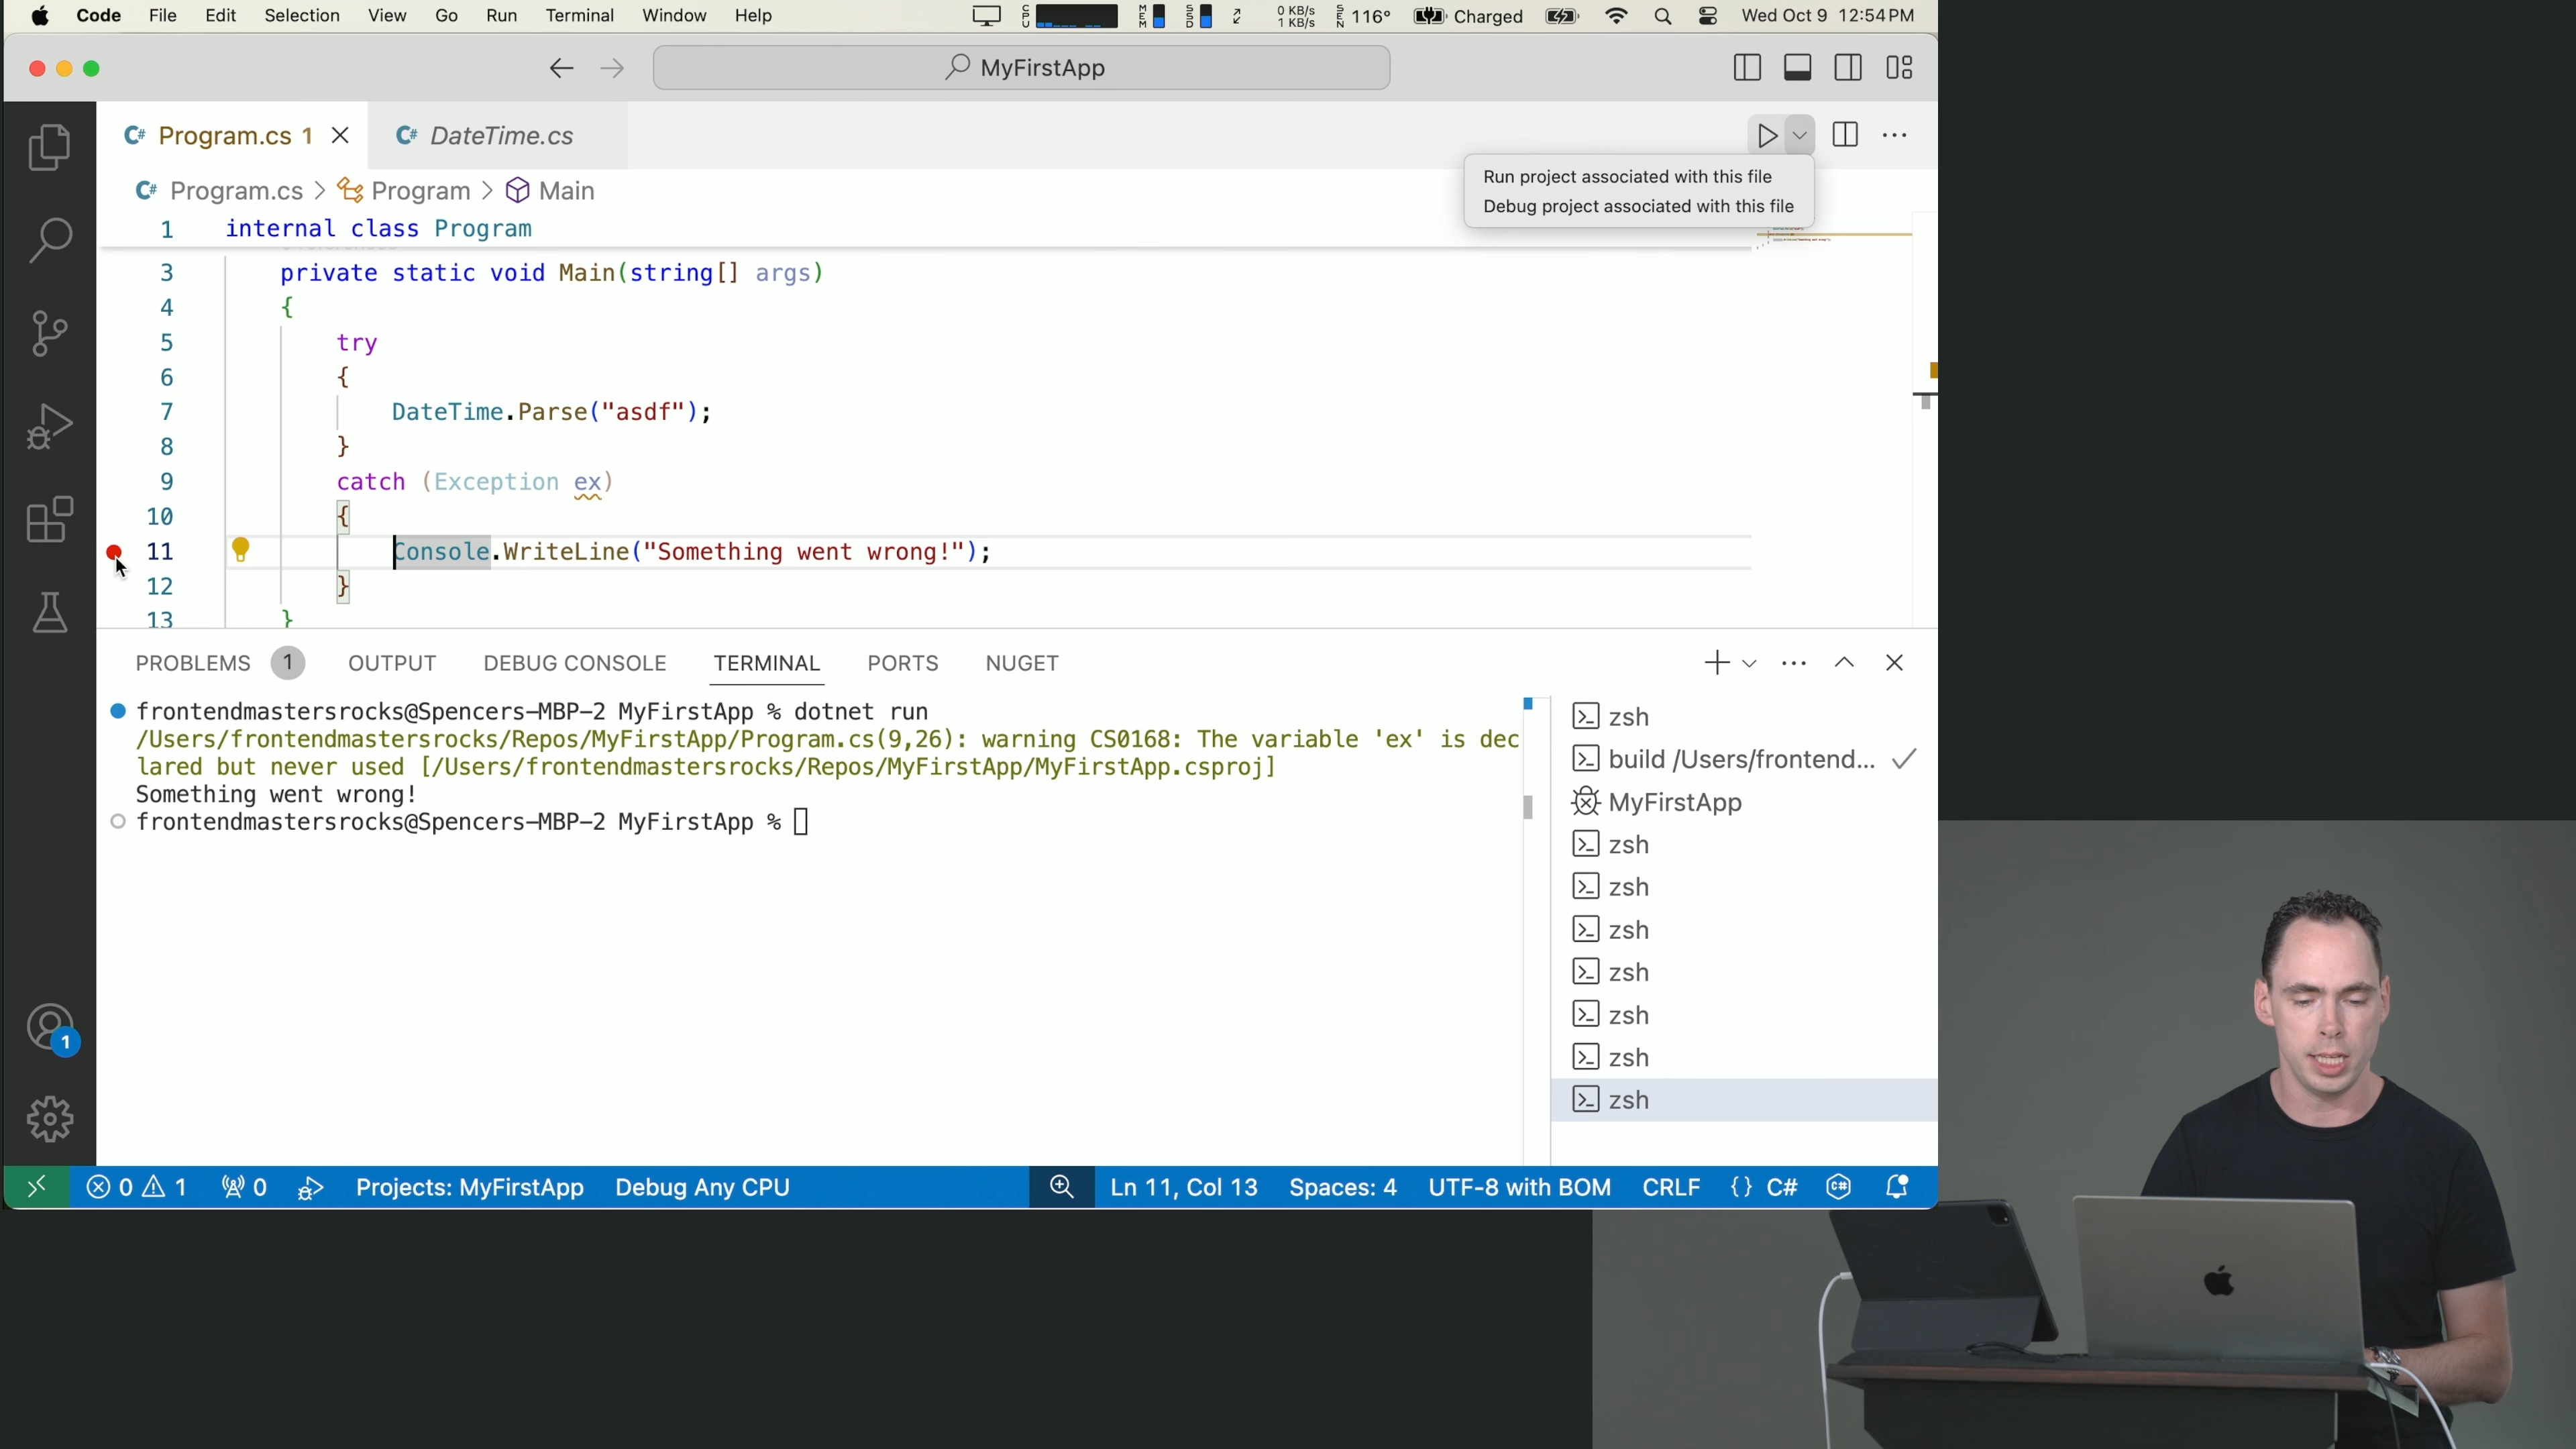 Code File Edit Selection View Go Run Terminal Window Help
CPU MEM SSD 0 KB/s 1 KB/s SEN 116° Charged Wed Oct 9 12:54 PM
MyFirstApp
C# Program.cs 1 C# DateTime.cs
C# Program.cs > Program > Main
Run project associated with this file
Debug project associated with this file
1 internal class Program
3 private static void Main(string[] args)
4 {
5 try
6 {
7 DateTime.Parse("asdf");
8 }
9 catch (Exception ex)
10 {
11 Console.WriteLine("Something went wrong!");
12 }
13 }
PROBLEMS 1 OUTPUT DEBUG CONSOLE TERMINAL PORTS NUGET
frontendmastersrocks@Spencers-MBP-2 MyFirstApp % dotnet run
/Users/frontendmastersrocks/Repos/MyFirstApp/Program.cs(9,26): warning CS0168: The variable 'ex' is dec
lared but never used [/Users/frontendmastersrocks/Repos/MyFirstApp/MyFirstApp.csproj]
Something went wrong!
frontendmastersrocks@Spencers-MBP-2 MyFirstApp %
zsh
build /Users/frontend...
MyFirstApp
zsh
zsh
zsh
zsh
zsh
zsh
zsh
1
0 1 0 Projects: MyFirstApp Debug Any CPU Ln 11, Col 13 Spaces: 4 UTF-8 with BOM CRLF {} C# C#